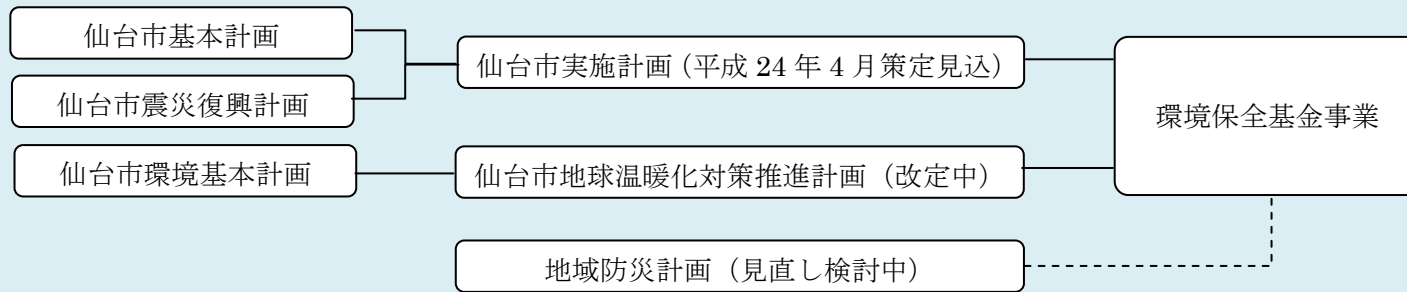 仙台市基本計画
仙台市震災復興計画
仙台市環境基本計画
仙台市実施計画（平成 24 年 4 月策定見込）
仙台市地球温暖化対策推進計画（改定中）
地域防災計画（見直し検討中）
環境保全基金事業